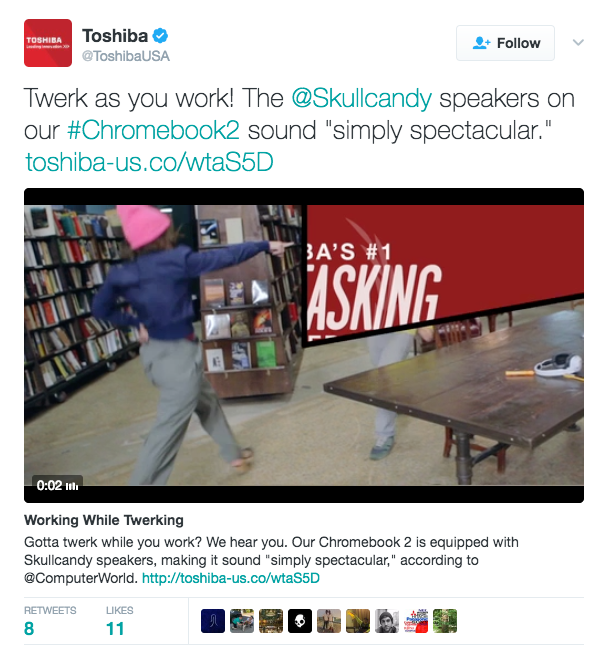 TOSHIBA
Leading Innovation >>>
Toshiba
@ToshibaUSA
Follow
Twerk as you work! The @Skullcandy speakers on
our #Chromebook2 sound "simply spectacular."
toshiba-us.co/wtaS5D
BA'S #1
ASKING
0:02
Working While Twerking
Gotta twerk while you work? We hear you. Our Chromebook 2 is equipped with
Skullcandy speakers, making it sound "simply spectacular," according to
@ComputerWorld. http://toshiba-us.co/wtaS5D
RETWEETS LIKES
8 11